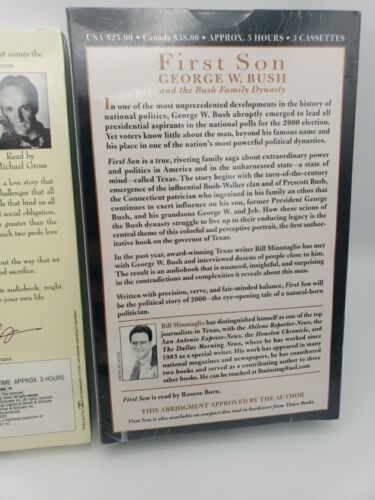 et comes the
Read by
Michael Gross
a love story that
challenges that all
ds that bind us all
social obligation.
s greater than the
much two people love
out the way that we
nd sacrifice.
is audiobook, might
your own life.
TIME: APPROX. 3 HOURS
USA $25.00 • Canada $38.00 • APPROX. 5 HOURS • 3 CASSETTES
First Son
GEORGE W. BUSH
and the Bush Family Dynasty
In one of the most unprecedented developments in the history of
national politics, George W. Bush abruptly emerged to lead all
presidential aspirants in the national polls for the 2000 election.
Yet voters know little about the man, beyond his famous name and
his place in one of the nation's most powerful political dynasties.
First Son is a true, riveting family saga about extraordinary power
and politics in America and in the unharnessed state—a state of
mind—called Texas. The story begins with the turn-of-the-century
emergence of the influential Bush-Walker clan and of Prescott Bush,
the Connecticut patrician who ingrained in his family an ethos that
continues to exert influence on his son, former President George
Bush, and his grandsons George W. and Jeb. How these scions of
the Bush dynasty struggle to live up to their enduring legacy is the
central theme of this colorful and perceptive portrait, the first author-
itative book on the governor of Texas.
In the past year, award-winning Texas writer Bill Minutaglio has met
with George W. Bush and interviewed dozens of people close to him.
The result is an audiobook that is nuanced, insightful, and surprising
in the contradictions and complexities it reveals about this man.
Written with precision, verve, and fair-minded balance, First Son will
be the political story of 2000—the eye-opening tale of a natural-born
politician.
Bill Minutaglio has distinguished himself as one of the top
journalists in Texas, with the Abilene Reporter-News, the
San Antonio Express-News, the Houston Chronicle, and
The Dallas Morning News, where he has worked since
1983 as a special writer. His work has appeared in many
national magazines and newspapers, he has coauthored
two books and served as a contributing author to three
other books. He can be reached at Bminutag@aol.com
First Son is read by Roscoe Born.
THIS ABRIDGMENT APPROVED BY THE AUTHOR
First Son is also available on compact disc and in hardcover from Times Books.